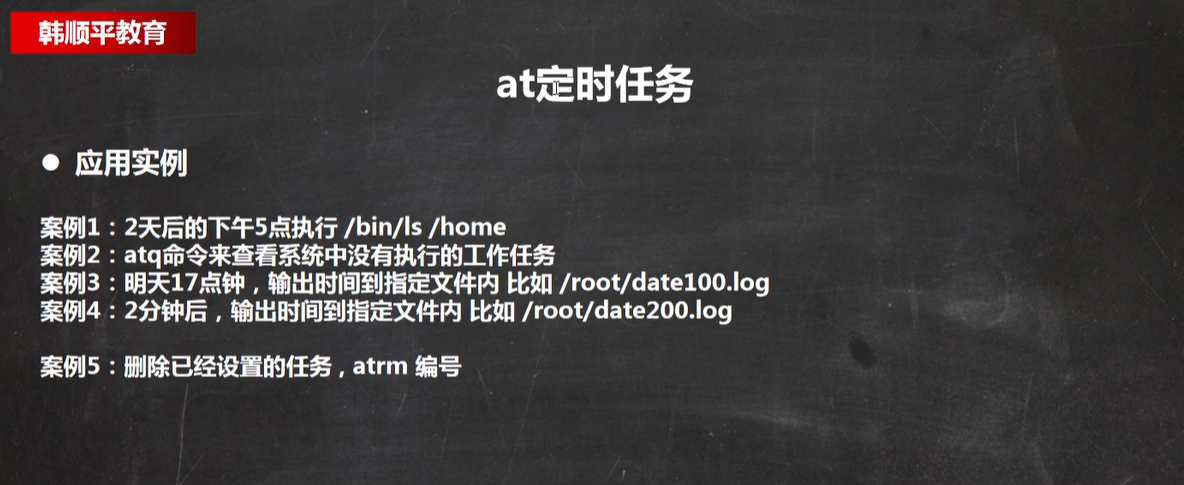 韩顺平教育
at定时任务
● 应用实例
案例1：2天后的下午5点执行 /bin/ls /home
案例2：atq命令来查看系统中没有执行的工作任务
案例3：明天17点钟，输出时间到指定文件内 比如 /root/date100.log
案例4：2分钟后，输出时间到指定文件内 比如 /root/date200.log
案例5：删除已经设置的任务，atrm 编号